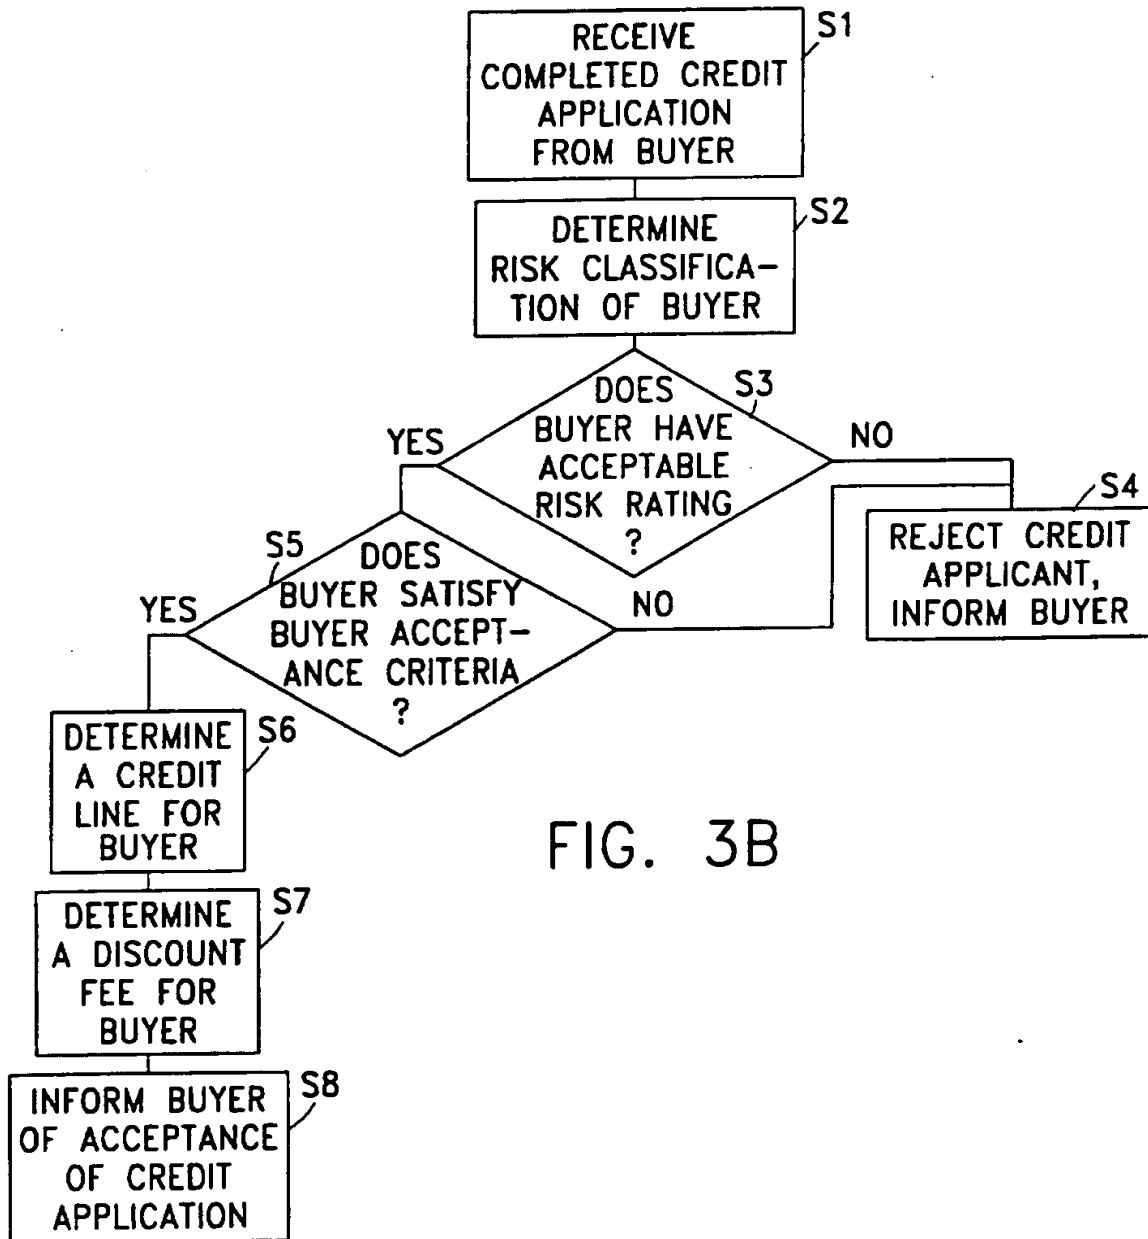 RECEIVE
COMPLETED CREDIT
APPLICATION
FROM BUYER
S1
DETERMINE
RISK CLASSIFICA-
TION OF BUYER
S2
DOES
BUYER HAVE
ACCEPTABLE
RISK RATING
?
S3
YES
NO
S4
REJECT CREDIT
APPLICANT,
INFORM BUYER
S5
DOES
BUYER SATISFY
BUYER ACCEPT-
ANCE CRITERIA
?
YES
NO
DETERMINE
A CREDIT
LINE FOR
BUYER
S6
FIG. 3B
DETERMINE
A DISCOUNT
FEE FOR
BUYER
S7
INFORM BUYER
OF ACCEPTANCE
OF CREDIT
APPLICATION
S8